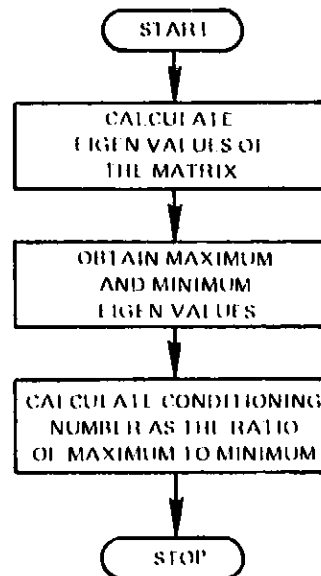 START
CALCULATE
EIGEN VALUES OF
THE MATRIX
OBTAIN MAXIMUM
AND MINIMUM
EIGEN VALUES
CALCULATE CONDITIONING
NUMBER AS THE RATIO
OF MAXIMUM TO MINIMUM
STOP